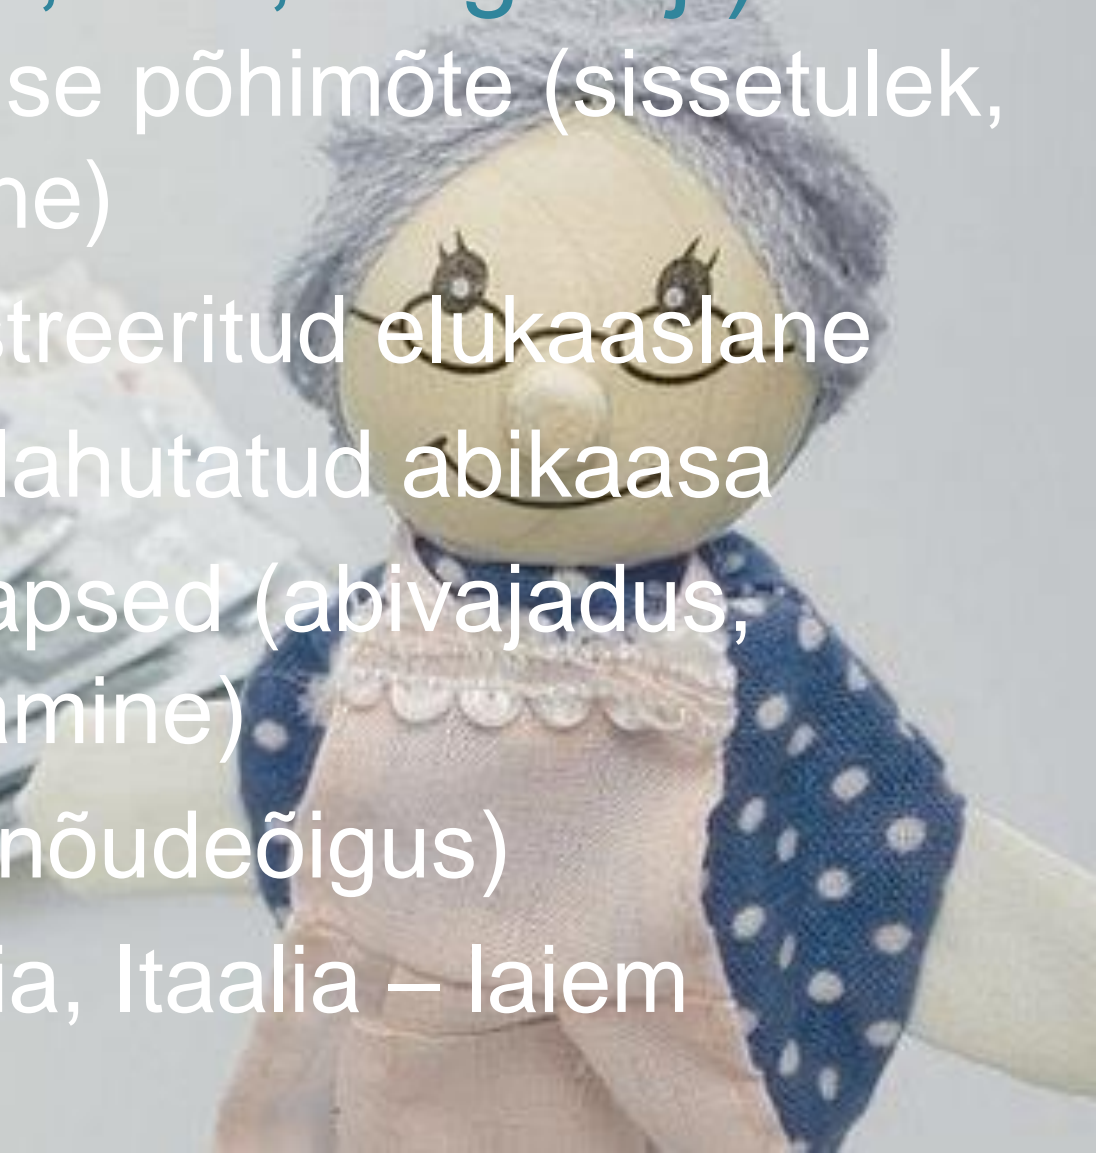 se põhimõte (sissetulek,
ne)
streeritud elukaaslane
lahutatud abikaasa
apsed (abivajadus,
amine)
nõudeõigus)
ia, Itaalia – laiem